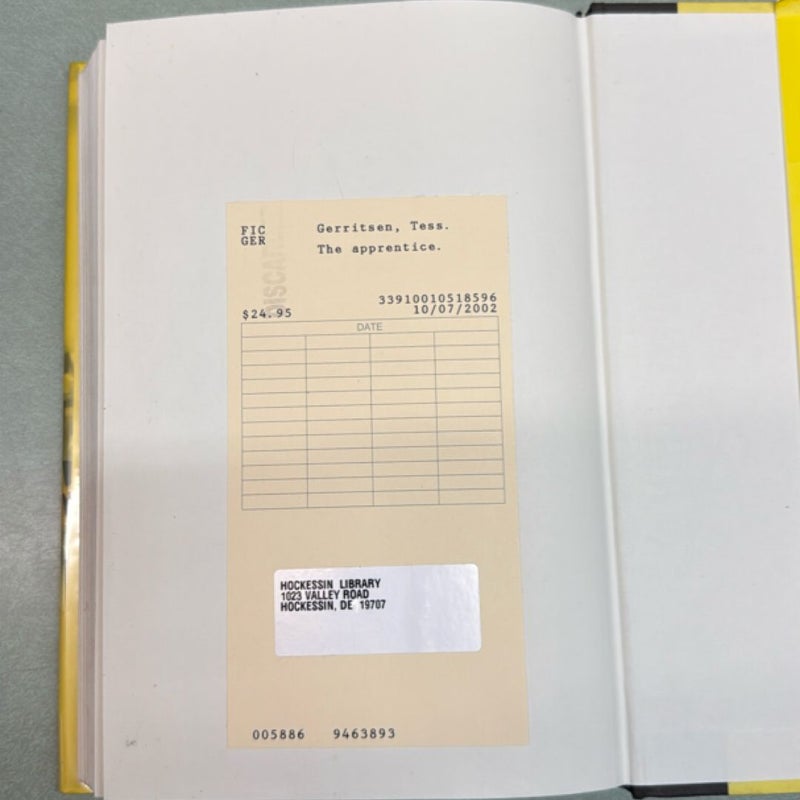 FIC
GER
Gerritsen, Tess.
The apprentice.
DISCARD
33910010518596
$24.95
10/07/2002
DATE
HOCKESSIN LIBRARY
1023 VALLEY ROAD
HOCKESSIN, DE 19707
005886 9463893